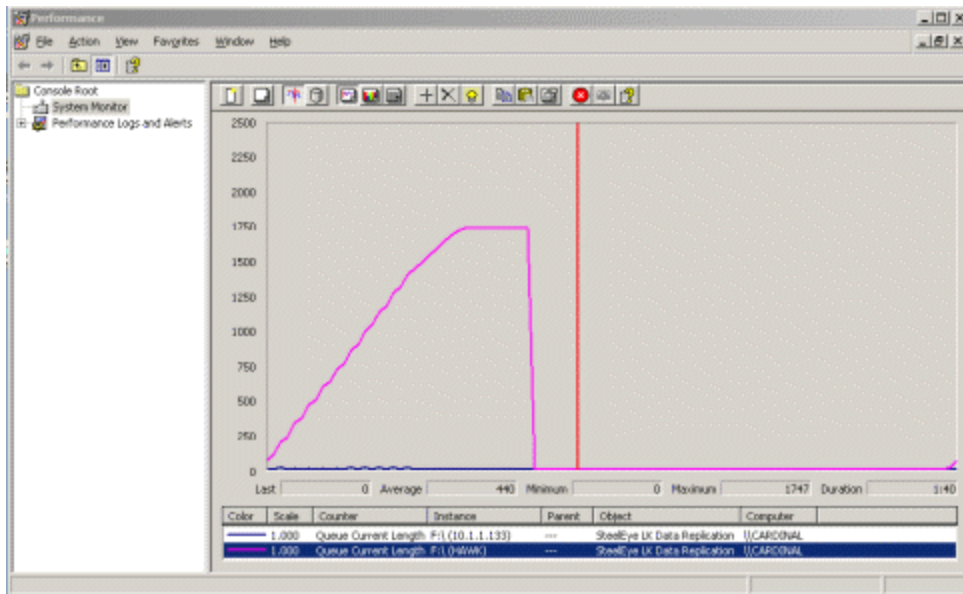 Performance
File Action View Favorites Window Help
Console Root
System Monitor
Performance Logs and Alerts
2500
2250
2000
1750
1500
1250
1000
750
500
250
0
Last 0 Average 440 Minimum 0 Maximum 1747 Duration 1:40
Color Scale Counter Instance Parent Object Computer
1.000 Queue Current Length F:\ (10.1.1.133) --- SteelEye LK Data Replication \\CARDINAL
1.000 Queue Current Length F:\ (HAWK) --- SteelEye LK Data Replication \\CARDINAL